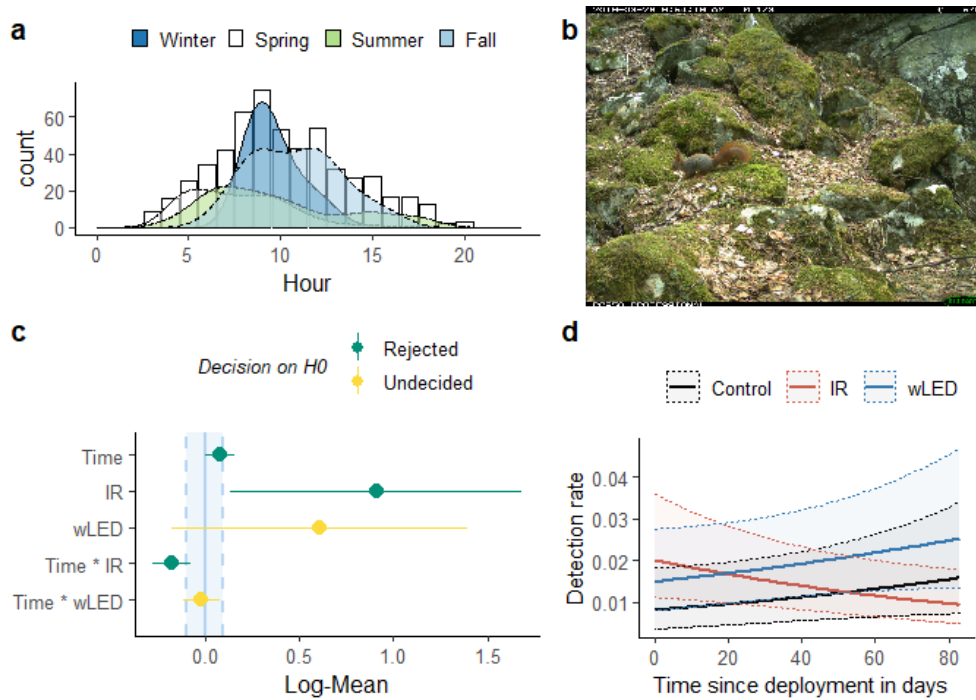 a
Winter Spring Summer Fall
count
60
40
20
0
0 5 10 15 20
Hour
b
c
Decision on H0
Rejected
Undecided
Time
IR
wLED
Time * IR
Time * wLED
0.0 0.5 1.0 1.5
Log-Mean
d
Control IR wLED
Detection rate
0.04
0.03
0.02
0.01
0 20 40 60 80
Time since deployment in days